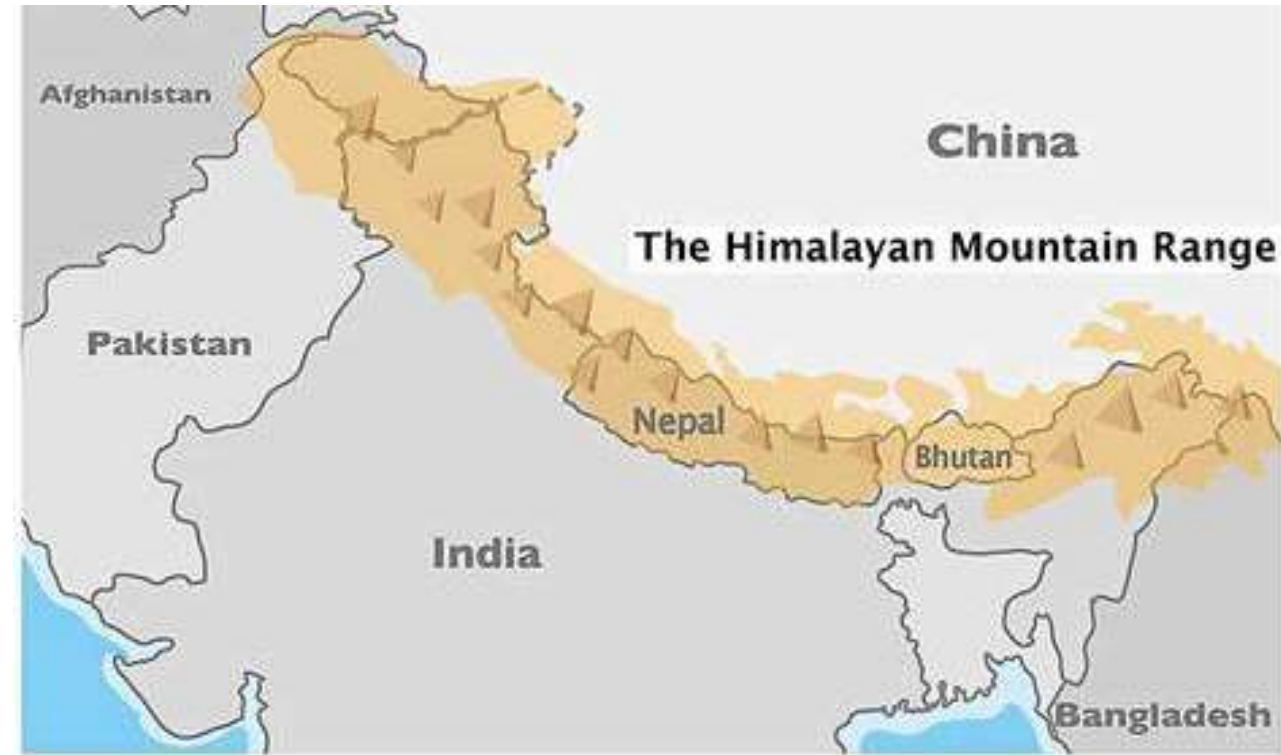 Afghanistan
China
The Himalayan Mountain Range
Pakistan
Nepal
Bhutan
India
Bangladesh